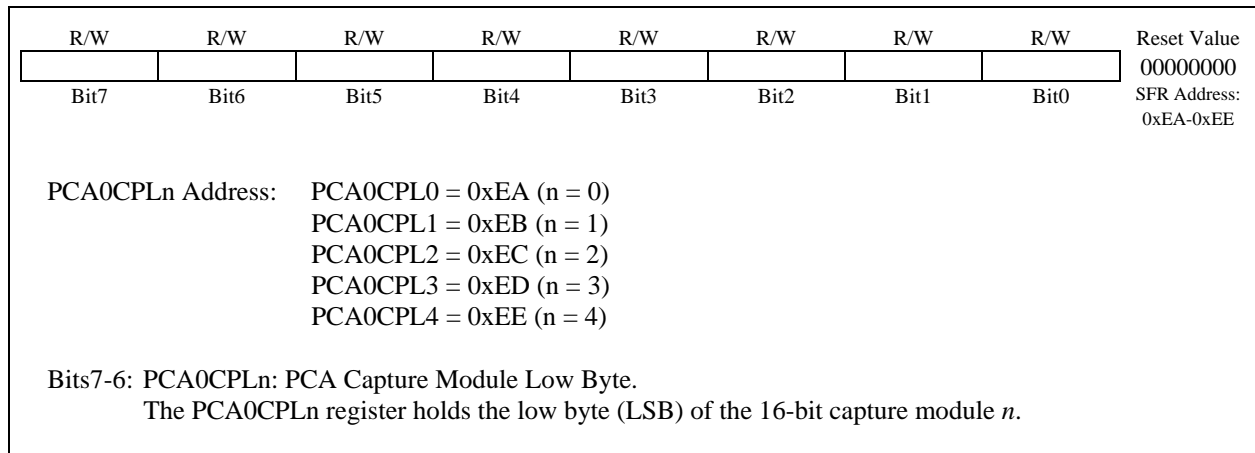 R/W R/W R/W R/W R/W R/W R/W R/W Reset Value
00000000
Bit7 Bit6 Bit5 Bit4 Bit3 Bit2 Bit1 Bit0 SFR Address:
0xEA-0xEE
PCA0CPLn Address: PCA0CPL0 = 0xEA (n = 0)
PCA0CPL1 = 0xEB (n = 1)
PCA0CPL2 = 0xEC (n = 2)
PCA0CPL3 = 0xED (n = 3)
PCA0CPL4 = 0xEE (n = 4)
Bits7-6: PCA0CPLn: PCA Capture Module Low Byte.
The PCA0CPLn register holds the low byte (LSB) of the 16-bit capture module n.